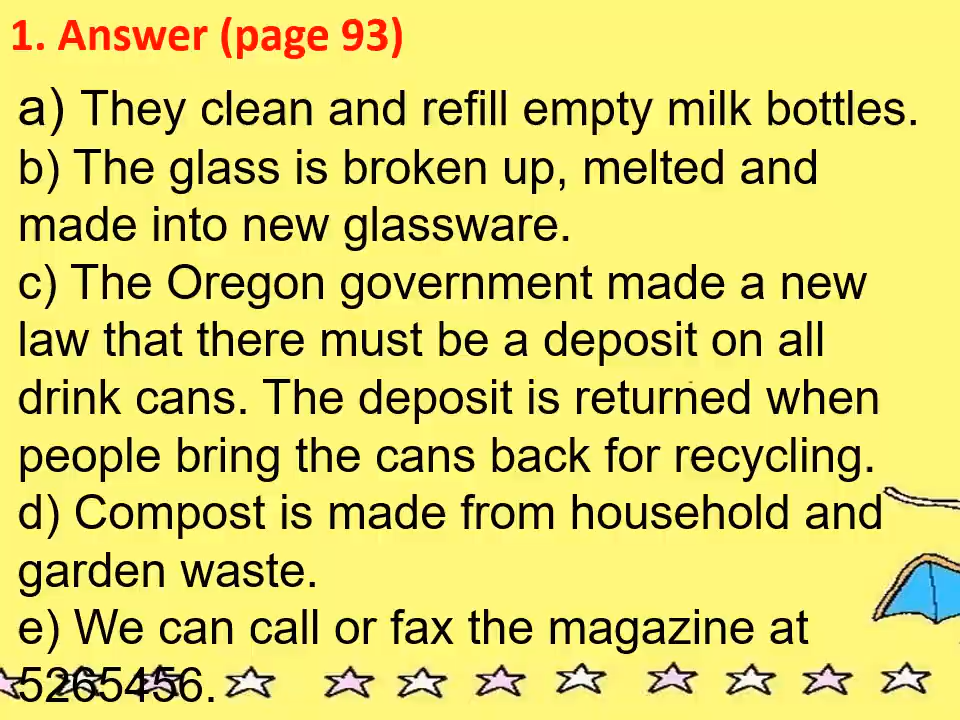 1. Answer (page 93)
a) They clean and refill empty milk bottles.
b) The glass is broken up, melted and
made into new glassware.
c) The Oregon government made a new
law that there must be a deposit on all
drink cans. The deposit is returned when
people bring the cans back for recycling.
d) Compost is made from household and
garden waste.
e) We can call or fax the magazine at
5265456.